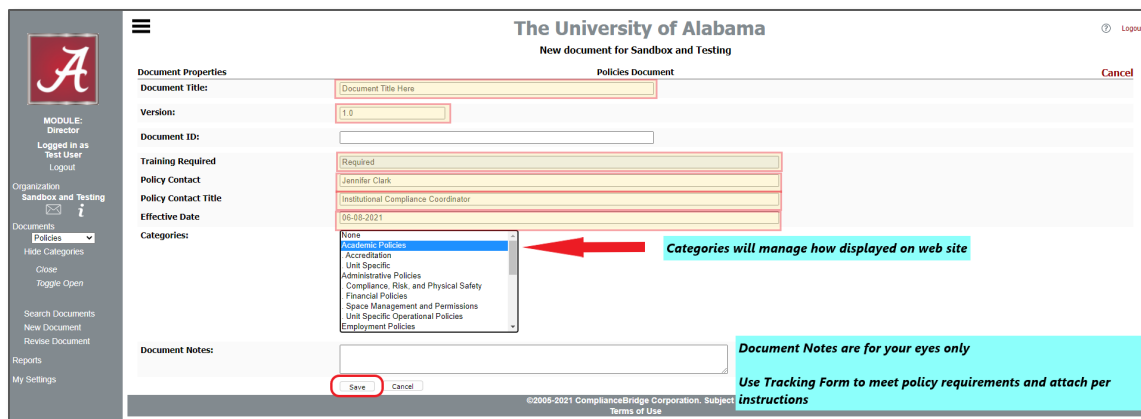 The University of Alabama
Logou
New document for Sandbox and Testing
Document Properties
Policies Document
Cancel
Document Title:
Document Title Here
Version:
1.0
Document ID:
Training Required
Required
Policy Contact
Jennifer Clark
Policy Contact Title
Institutional Compliance Coordinator
Effective Date
06-08-2021
Categories:
None
Academic Policies
. Accreditation
. Unit Specific
Administrative Policies
. Compliance, Risk, and Physical Safety
. Financial Policies
. Space Management and Permissions
. Unit Specific Operational Policies
Employment Policies
Categories will manage how displayed on web site
Document Notes:
Document Notes are for your eyes only
Use Tracking Form to meet policy requirements and attach per
instructions
Save
Cancel
©2005-2021 ComplianceBridge Corporation. Subject
Terms of Use
A
MODULE:
Director
Logged in as
Test User
Logout
Organization
Sandbox and Testing
i
Documents
Policies
Hide Categories
Close
Toggle Open
Search Documents
New Document
Revise Document
Reports
My Settings